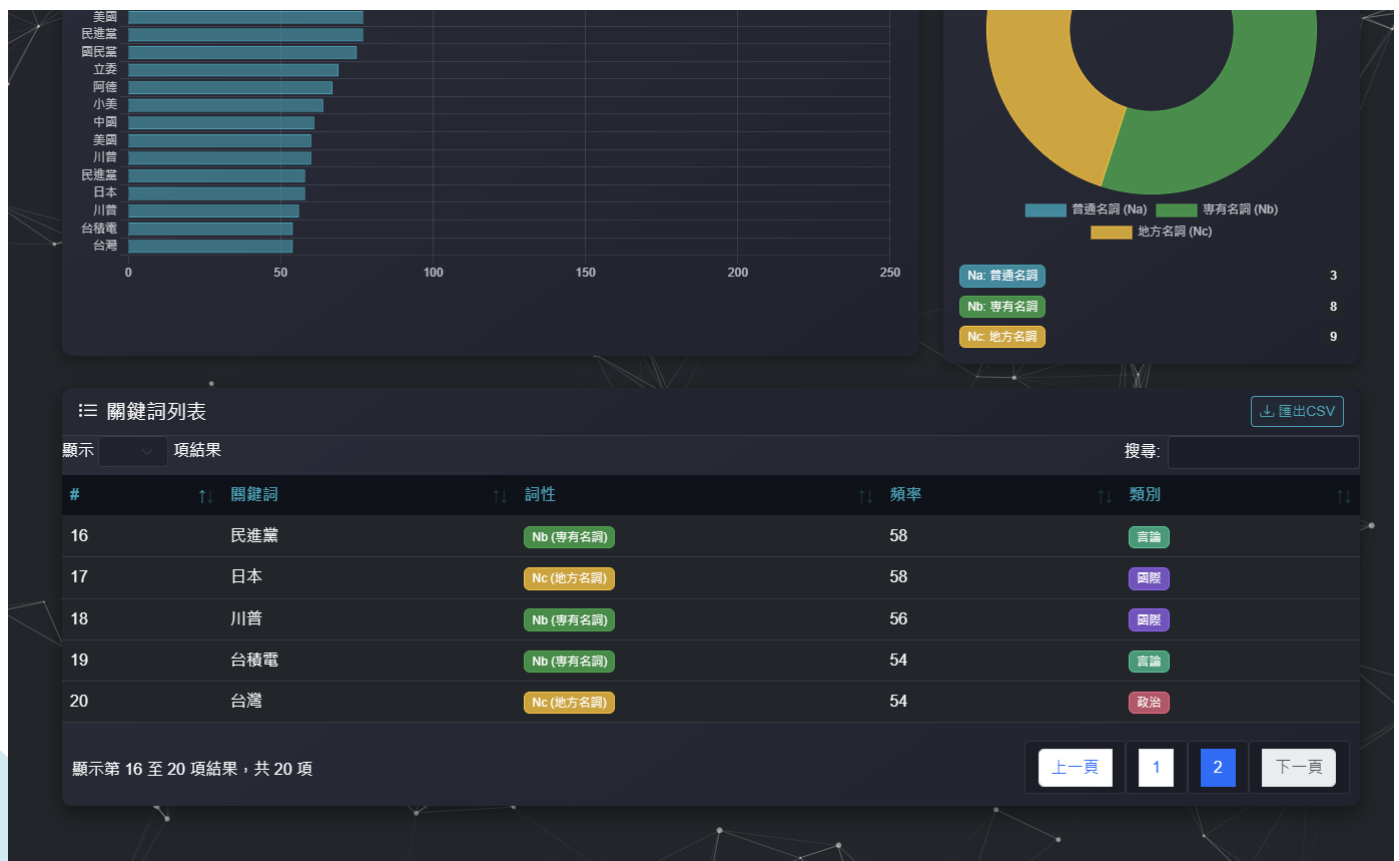 美國
民進黨
國民黨
立委
阿德
小美
中國
美國
川普
民進黨
日本
川普
台積電
台灣
0 50 100 150 200 250
普通名詞 (Na) 專有名詞 (Nb)
地方名詞 (Nc)
Na: 普通名詞 3
Nb: 專有名詞 8
Nc: 地方名詞 9
關鍵詞列表 匯出CSV
顯示 項結果 搜尋:
# 關鍵詞 詞性 頻率 類別
16 民進黨 Nb (專有名詞) 58 言論
17 日本 Nc (地方名詞) 58 國際
18 川普 Nb (專有名詞) 56 國際
19 台積電 Nb (專有名詞) 54 言論
20 台灣 Nc (地方名詞) 54 政治
顯示第 16 至 20 項結果，共 20 項 上一頁 1 2 下一頁